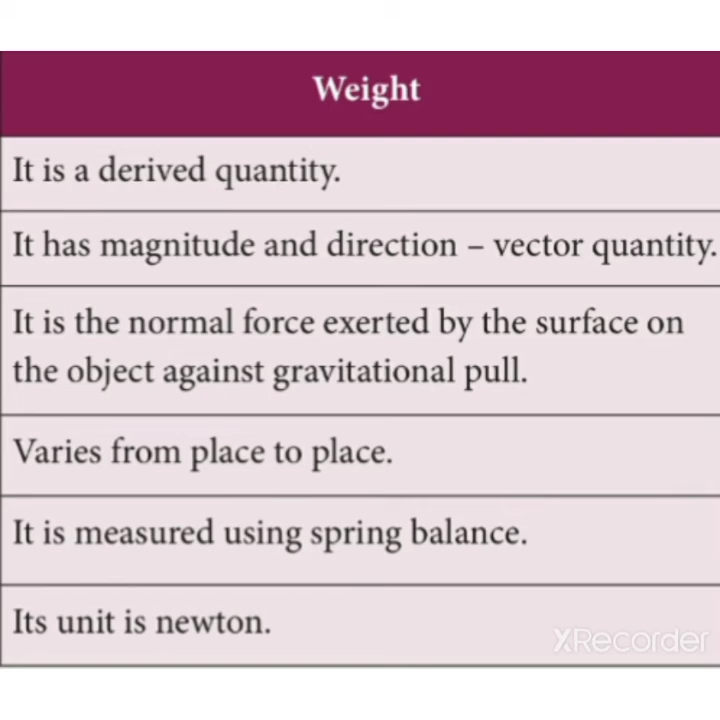 Weight
It is a derived quantity.
It has magnitude and direction – vector quantity.
It is the normal force exerted by the surface on
the object against gravitational pull.
Varies from place to place.
It is measured using spring balance.
Its unit is newton.
XRecorder